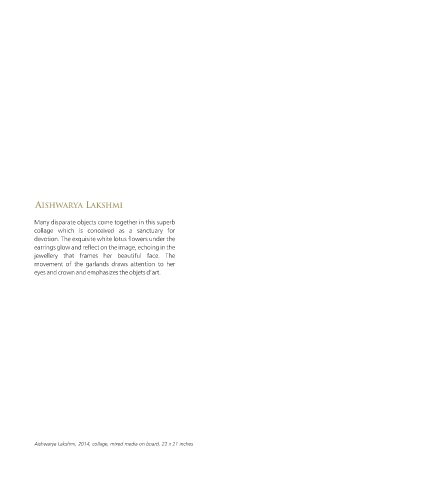 AISHWARYA LAKSHMI
Many disparate objects come together in this superb
collage which is conceived as a sanctuary for
devotion. The exquisite white lotus flowers under the
earrings glow and reflect on the image, echoing in the
jewellery that frames her beautiful face. The
movement of the garlands draws attention to her
eyes and crown and emphasizes the objets d'art.
Aishwarya Lakshmi, 2014, collage, mixed media on board, 23 x 21 inches